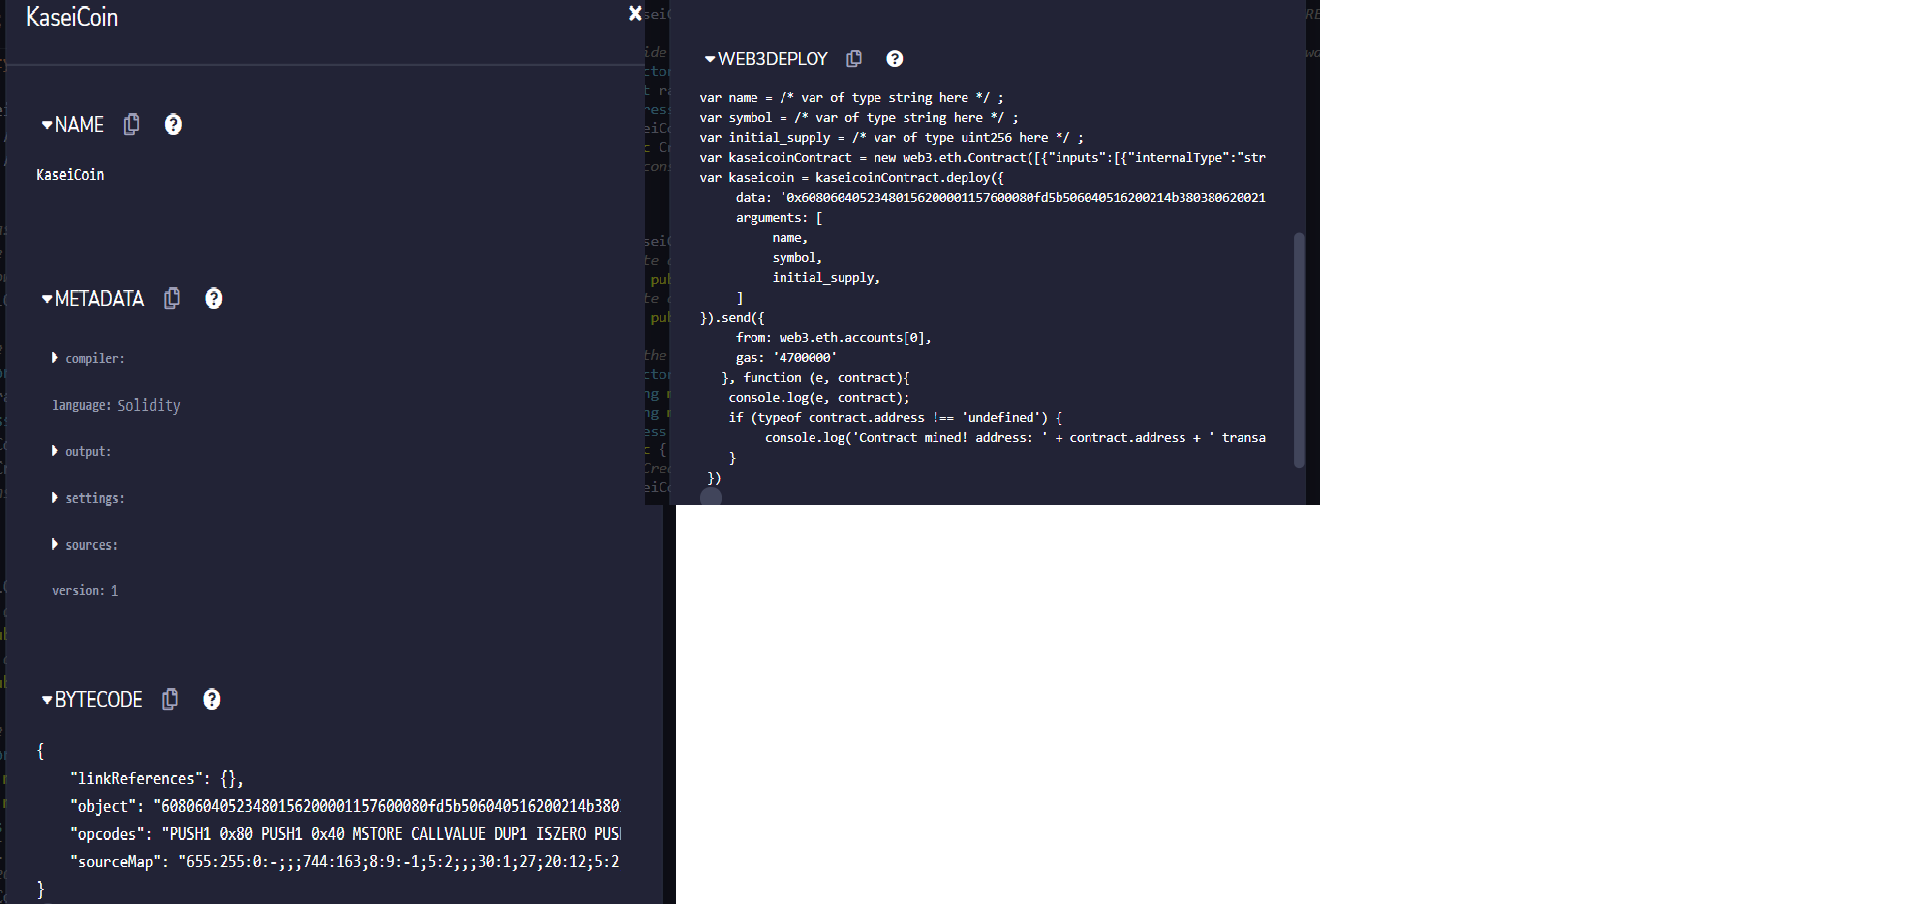 KaseiCoin
NAME
KaseiCoin
METADATA
compiler:
language: Solidity
output:
settings:
sources:
version: 1
BYTECODE
{
"linkReferences": {},
"object": "608060405234801562000011576000 80fd5b506040516200214b380
"opcodes": "PUSH1 0x80 PUSH1 0x40 MSTORE CALLVALUE DUP1 ISZERO PUS
"sourceMap": "655:255:0:-;;;744:163;8:9:-1;5:2;;;30:1;27;20:12;5:2
}
WEB3DEPLOY
var name = /* var of type string here */ ;
var symbol = /* var of type string here */ ;
var initial_supply = /* var of type uint256 here */ ;
var kaseicoinContract = new web3.eth.Contract([{"inputs":[{"internalType":"str
var kaseicoin = kaseicoinContract.deploy({
data: '0x60806040523480156200001157600080fd5b506040516200214b380380620021
arguments: [
name,
symbol,
initial_supply,
]
}).send({
from: web3.eth.accounts[0],
gas: '4700000'
}, function (e, contract){
console.log(e, contract);
if (typeof contract.address !== 'undefined') {
console.log('Contract mined! address: ' + contract.address + ' transa
}
})